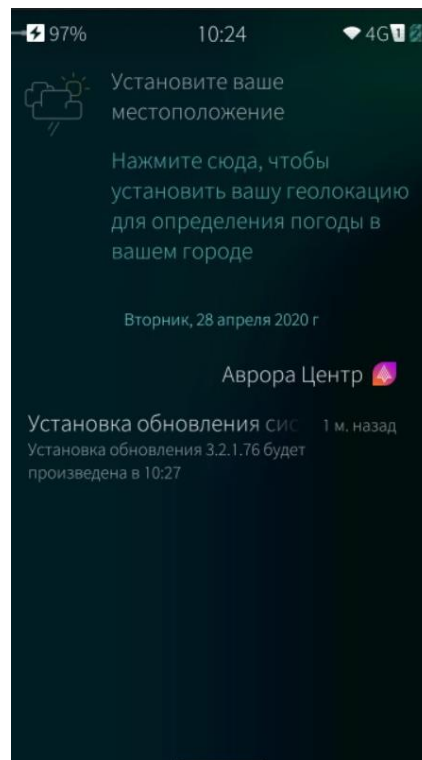 97%
10:24
4G 1
Установите ваше
местоположение
Нажмите сюда, чтобы
установить вашу геолокацию
для определения погоды в
вашем городе
Вторник, 28 апреля 2020 г
Аврора Центр
Установка обновления сис
1 м. назад
Установка обновления 3.2.1.76 будет
произведена в 10:27